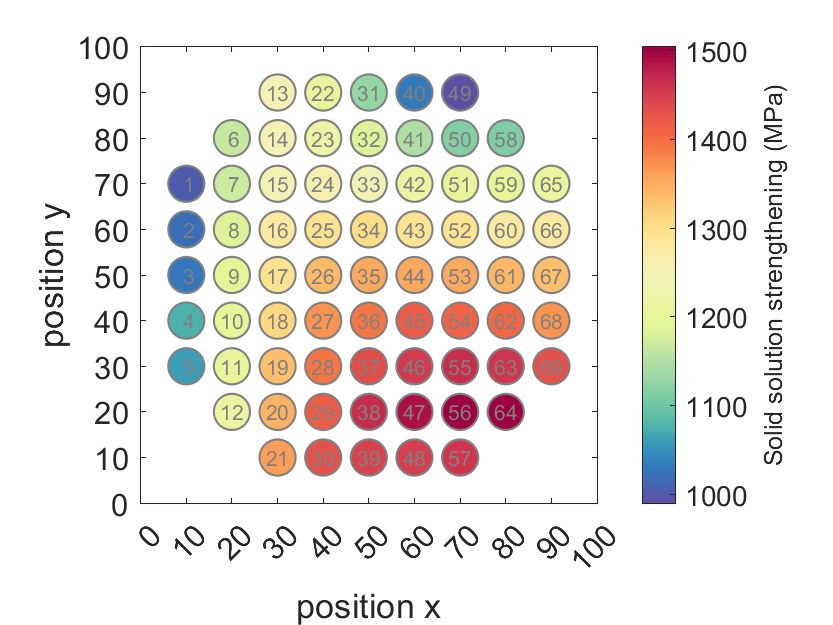 100
90
80
70
60
50
40
30
20
10
0
position y
13 22 31 40 49
6 14 23 32 41 50 58
1 7 15 24 33 42 51 59 65
2 8 16 25 34 43 52 60 66
3 9 17 26 35 44 53 61 67
4 10 18 27 36 45 54 62 68
5 11 19 28 37 46 55 63 69
12 20 29 38 47 56 64
21 30 39 48 57
0 10 20 30 40 50 60 70 80 90 100
position x
1500
1400
1300
1200
1100
1000
Solid solution strengthening (MPa)